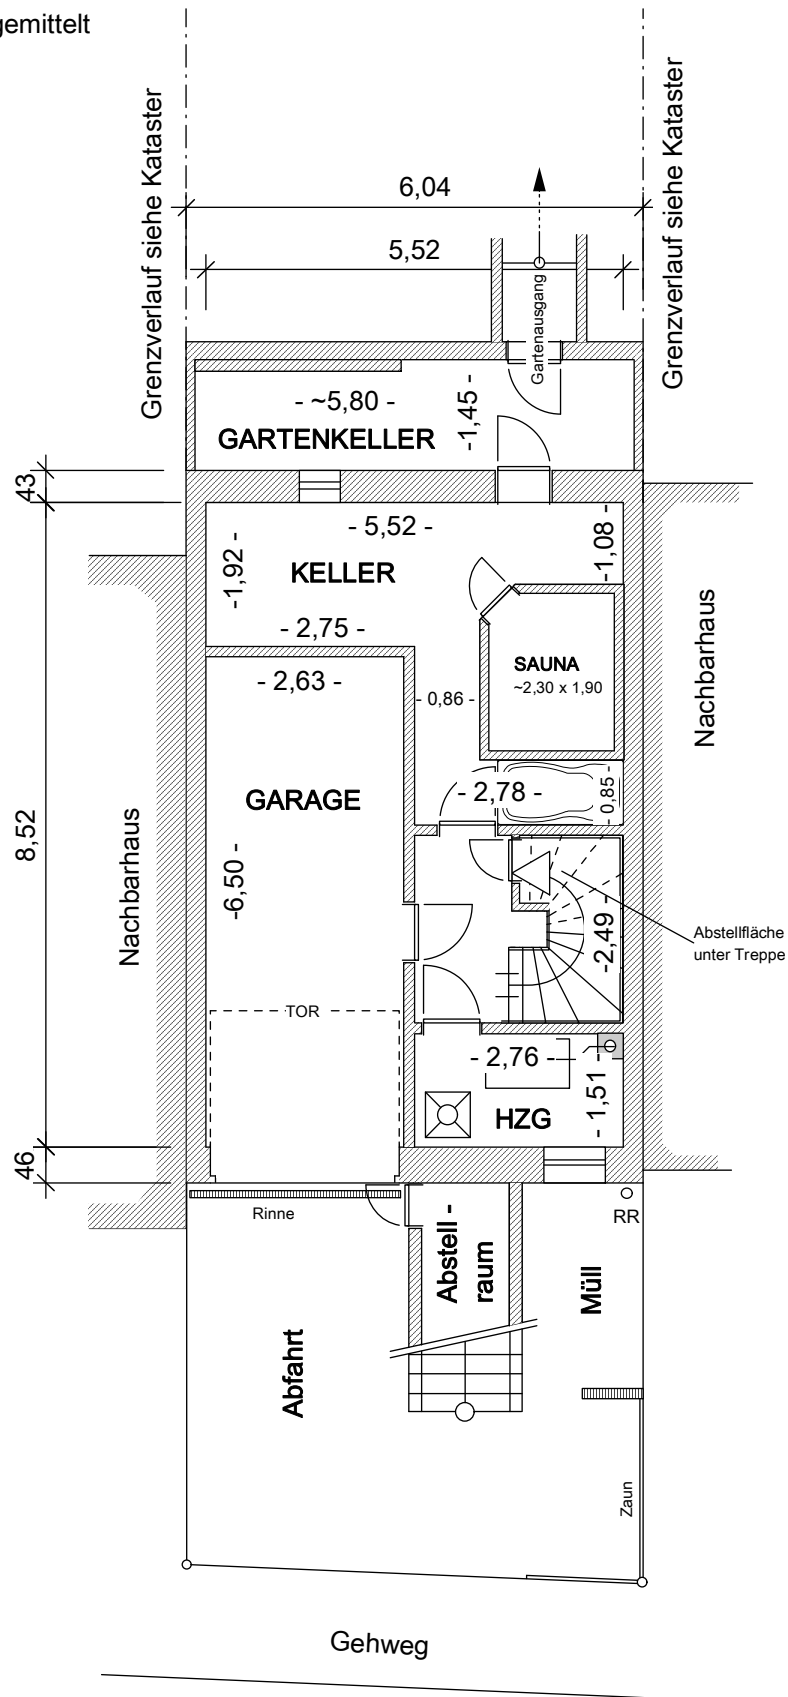 gemittelt
Grenzverlauf siehe Kataster
Grenzverlauf siehe Kataster
6,04
5,52
Gartenausgang
- ~5,80 -
-1,45 -
GARTENKELLER
43
- 5,52 -
-1,92 -
-1,08 -
KELLER
- 2,75 -
SAUNA
~2,30 x 1,90
- 2,63 -
- 0,86 -
Nachbarhaus
GARAGE
- 2,78 -
- 0,85 -
8,52
-6,50 -
Nachbarhaus
-2,49 -
Abstellfläche
unter Treppe
TOR
- 2,76 -
- 1,51 -
HZG
46
Rinne
RR
Abstell -
raum
Müll
Abfahrt
Zaun
Gehweg